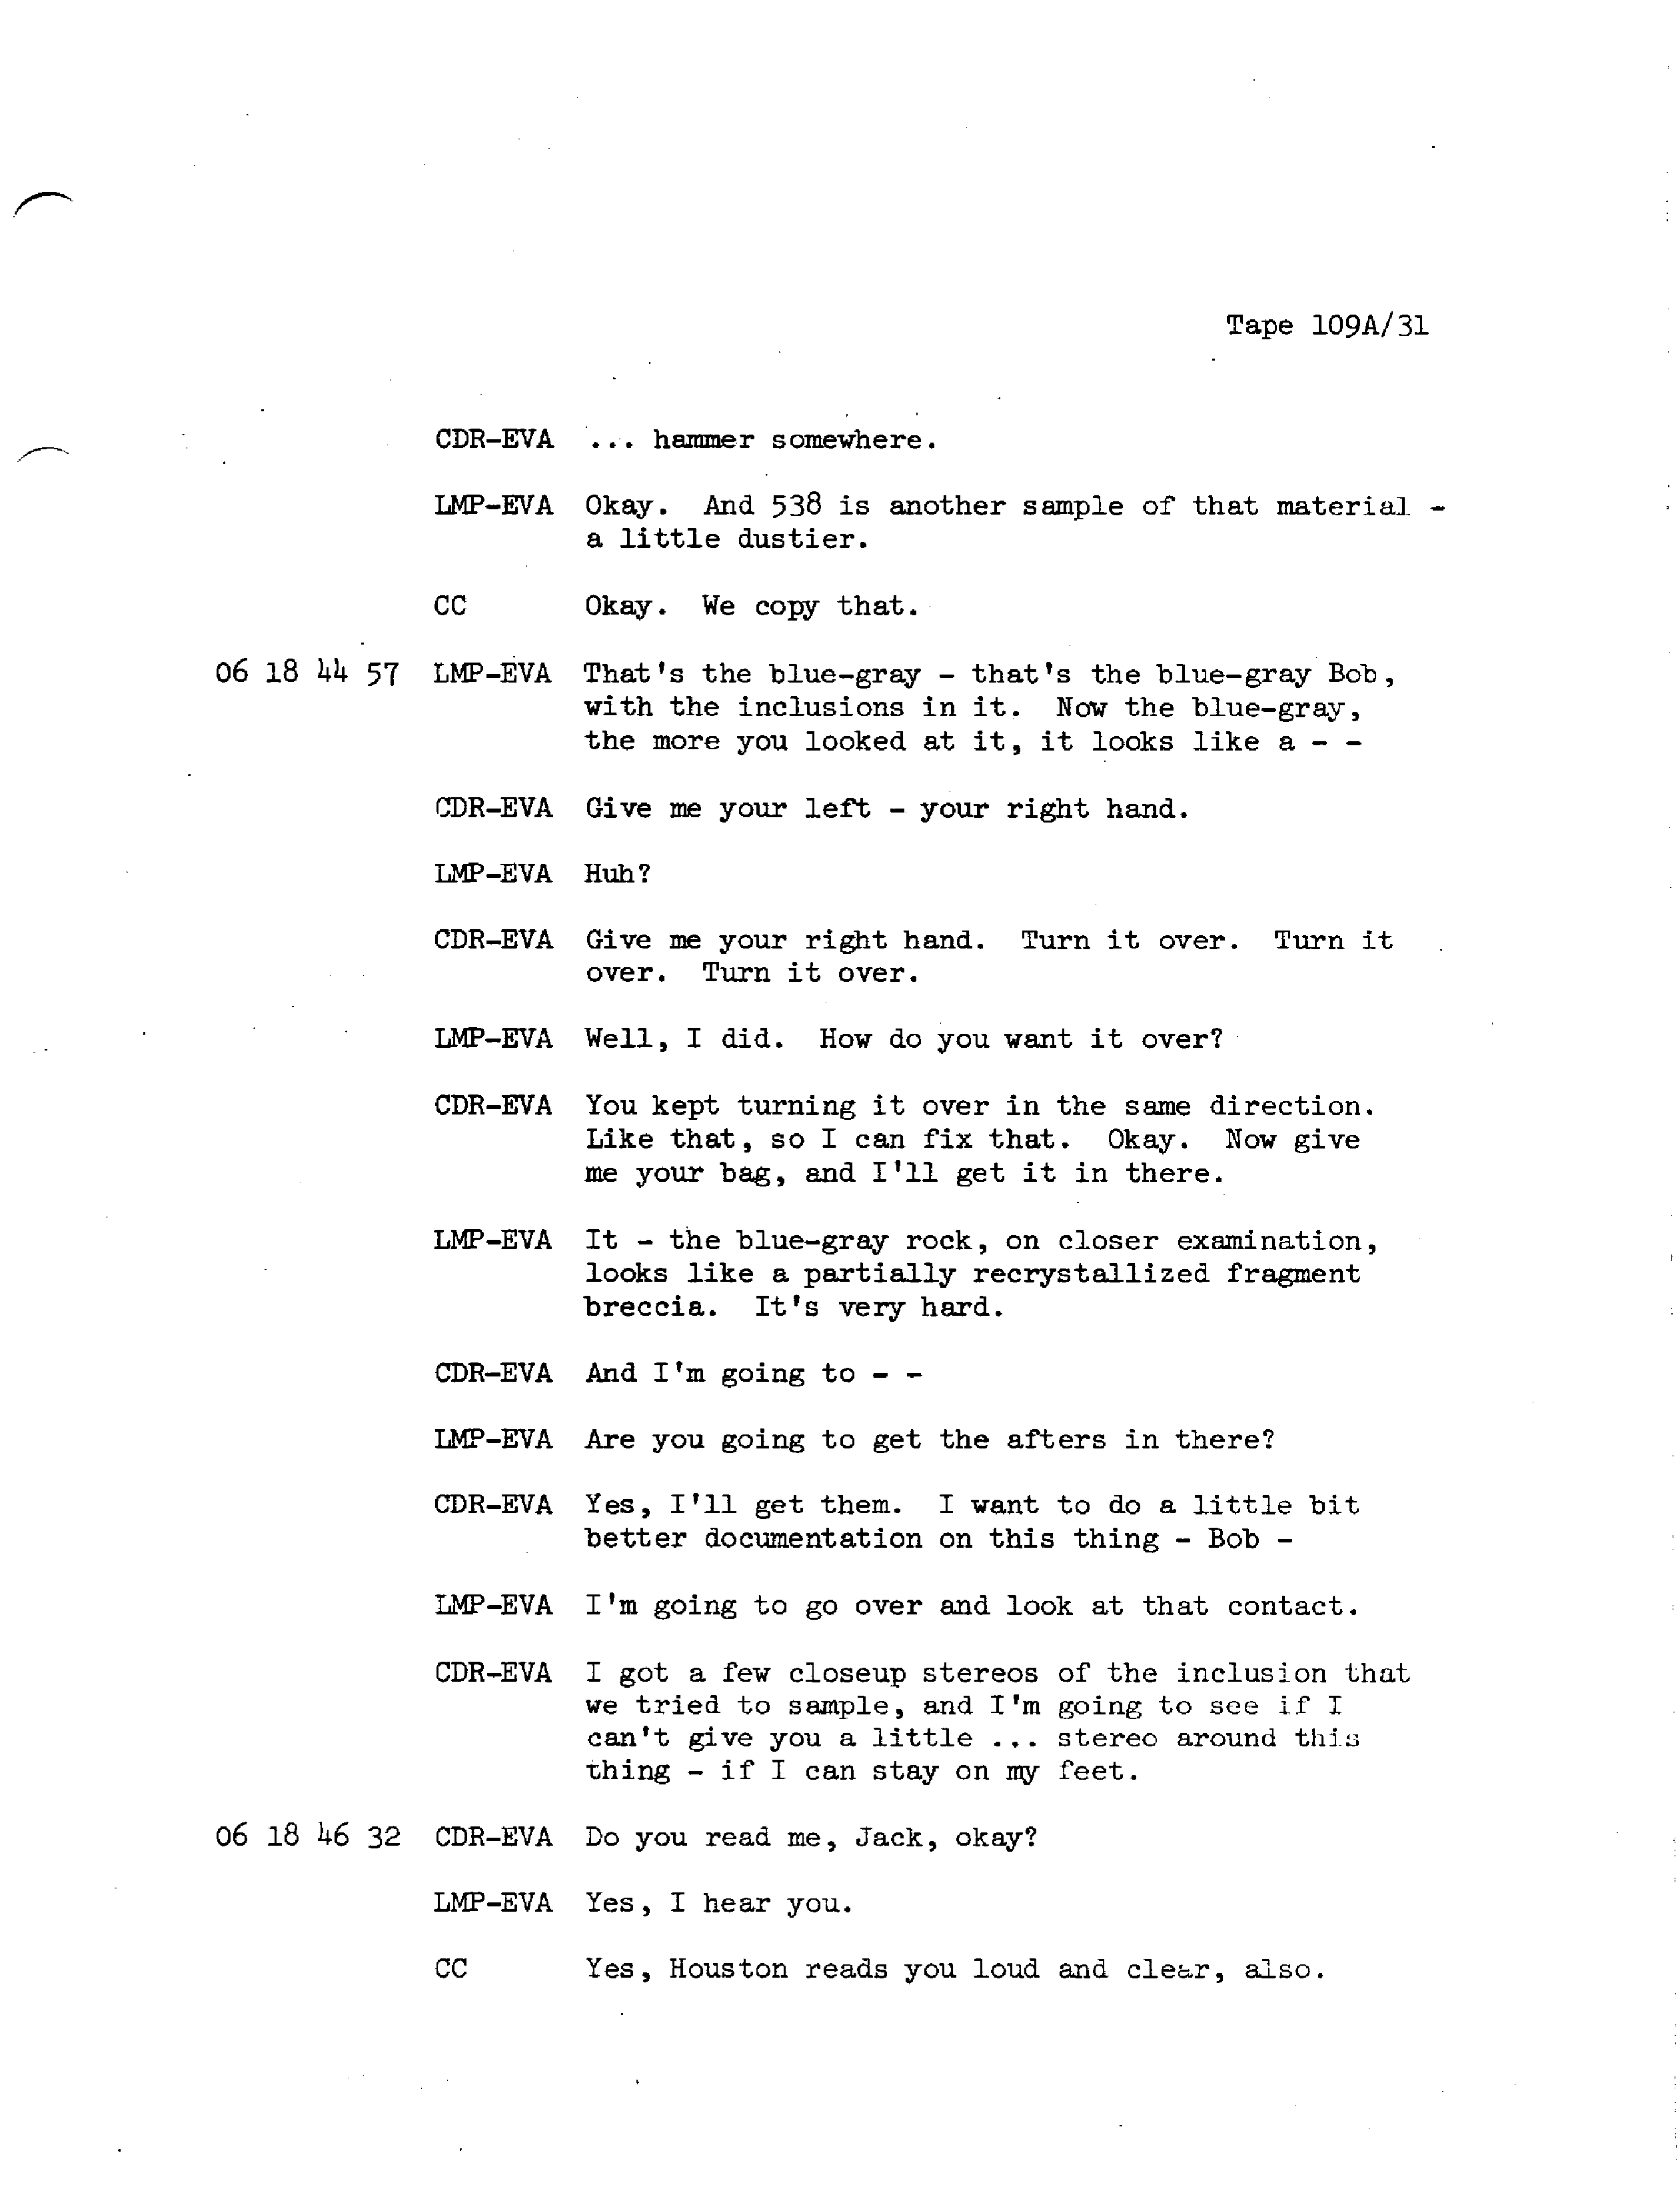 Tape 109A/31
CDR-EVA ... hammer somewhere.
LMP-EVA Okay. And 538 is another sample of that material -
a little dustier.
CC Okay. We copy that.
06 18 44 57 LMP-EVA That's the blue-gray - that's the blue-gray Bob,
with the inclusions in it. Now the blue-gray,
the more you looked at it, it looks like a - -
CDR-EVA Give me your left - your right hand.
LMP-EVA Huh?
CDR-EVA Give me your right hand. Turn it over. Turn it
over. Turn it over.
LMP-EVA Well, I did. How do you want it over?
CDR-EVA You kept turning it over in the same direction.
Like that, so I can fix that. Okay. Now give
me your bag, and I'll get it in there.
LMP-EVA It - the blue-gray rock, on closer examination,
looks like a partially recrystallized fragment
breccia. It's very hard.
CDR-EVA And I'm going to - -
LMP-EVA Are you going to get the afters in there?
CDR-EVA Yes, I'll get them. I want to do a little bit
better documentation on this thing - Bob -
LMP-EVA I'm going to go over and look at that contact.
CDR-EVA I got a few closeup stereos of the inclusion that
we tried to sample, and I'm going to see if I
can't give you a little ... stereo around this
thing - if I can stay on my feet.
06 18 46 32 CDR-EVA Do you read me, Jack, okay?
LMP-EVA Yes, I hear you.
CC Yes, Houston reads you loud and clear, also.